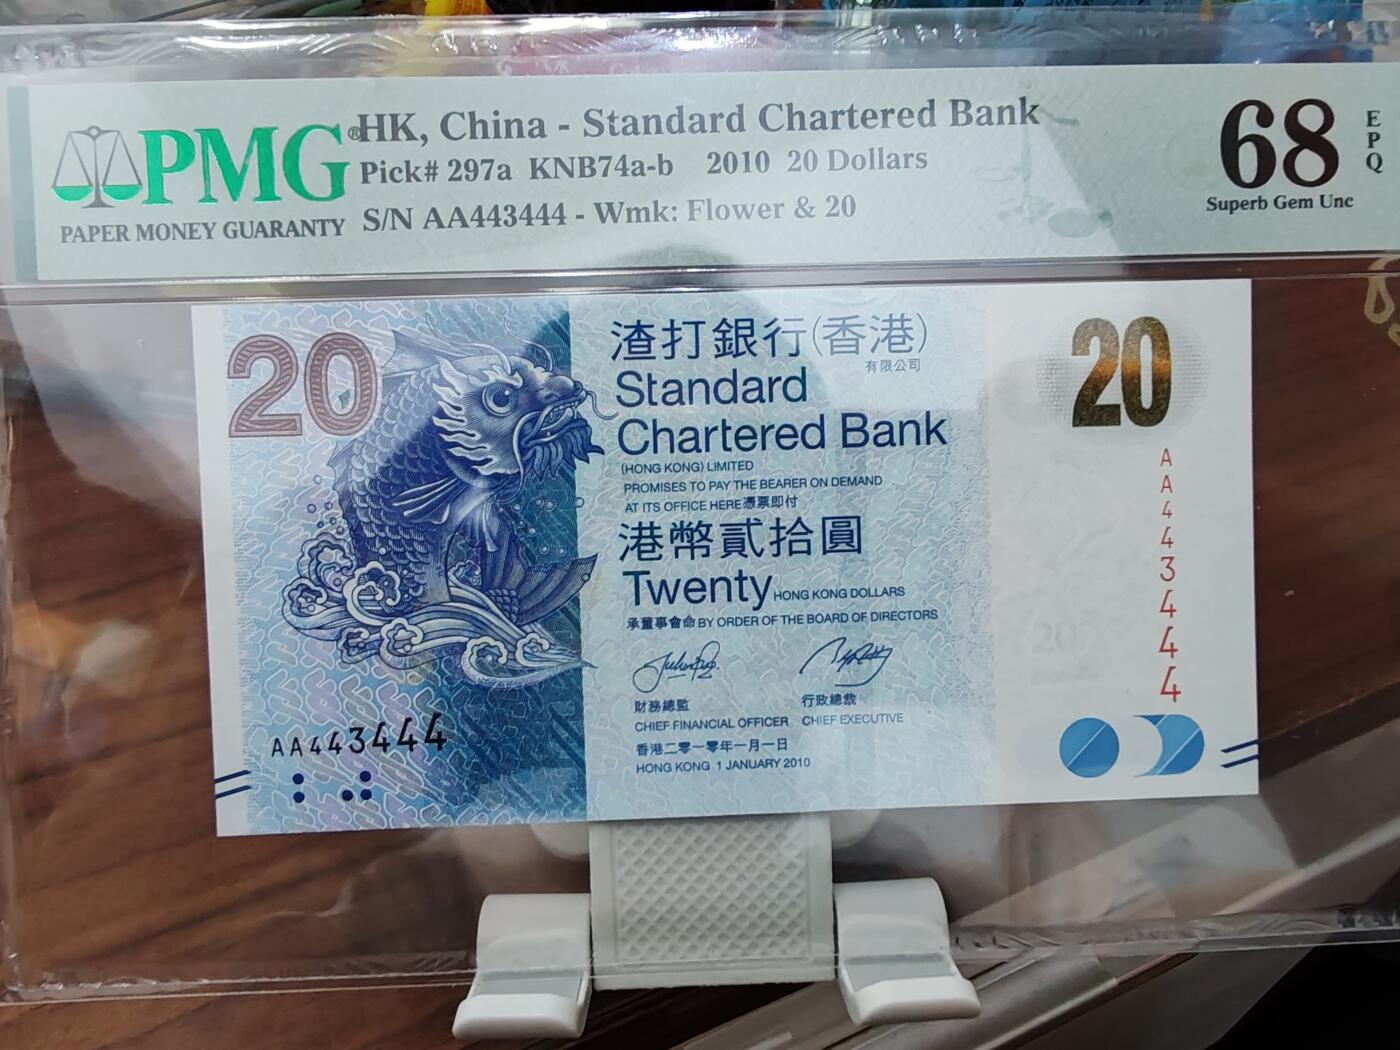 PMG®
PAPER MONEY GUARANTY
HK, China - Standard Chartered Bank
Pick# 297a KNB74a-b 2010 20 Dollars
S/N AA443444 - Wmk: Flower & 20
68
EPQ
Superb Gem Unc
20
渣打銀行(香港)
有限公司
Standard
Chartered Bank
(HONG KONG) LIMITED
PROMISES TO PAY THE BEARER ON DEMAND
AT ITS OFFICE HERE憑票即付
港幣貳拾圓
Twenty HONG KONG DOLLARS
承董事會命 BY ORDER OF THE BOARD OF DIRECTORS
財務總監
CHIEF FINANCIAL OFFICER
行政總裁
CHIEF EXECUTIVE
香港二零一零年一月一日
HONG KONG 1 JANUARY 2010
20
AA443444
20
AA443444